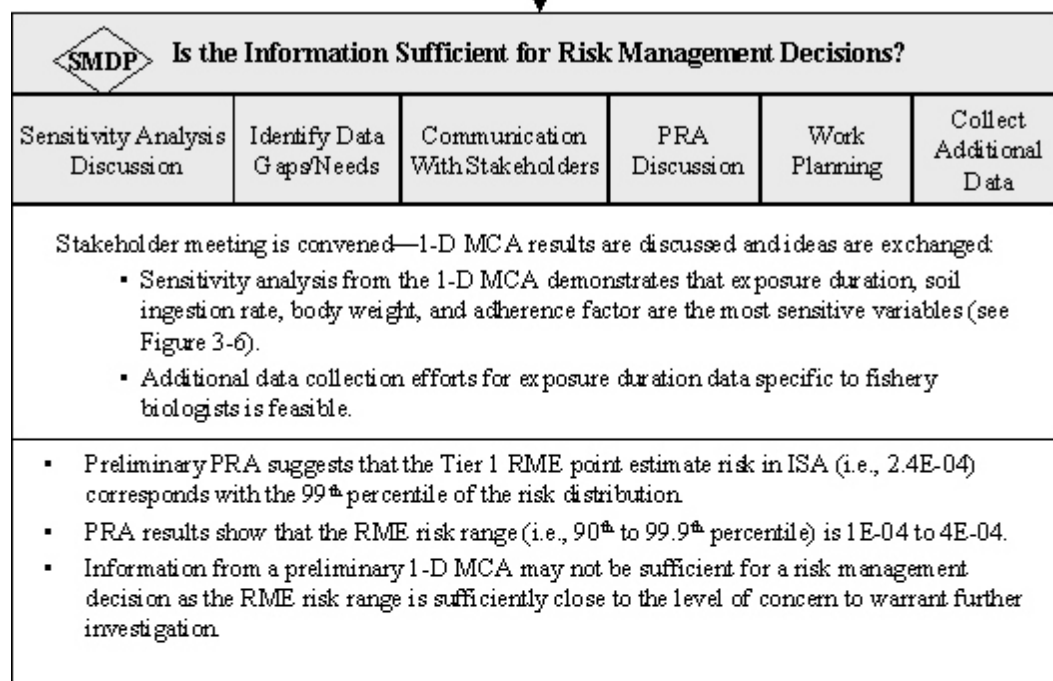 SMDP Is the Information Sufficient for Risk Management Decisions?
Sensitivity Analysis
Discussion
Identify Data
Gaps/Needs
Communication
With Stakeholders
PRA
Discussion
Work
Planning
Collect
Additional
Data
Stakeholder meeting is convened—1-D MCA results are discussed and ideas are exchanged:
▪ Sensitivity analysis from the 1-D MCA demonstrates that exposure duration, soil
ingestion rate, body weight, and adherence factor are the most sensitive variables (see
Figure 3-6).
▪ Additional data collection efforts for exposure duration data specific to fishery
biologists is feasible.
▪ Preliminary PRA suggests that the Tier 1 RME point estimate risk in ISA (i.e., 2.4E-04)
corresponds with the 99th percentile of the risk distribution.
▪ PRA results show that the RME risk range (i.e., 90th to 99.9th percentile) is 1E-04 to 4E-04.
▪ Information from a preliminary 1-D MCA may not be sufficient for a risk management
decision as the RME risk range is sufficiently close to the level of concern to warrant further
investigation.